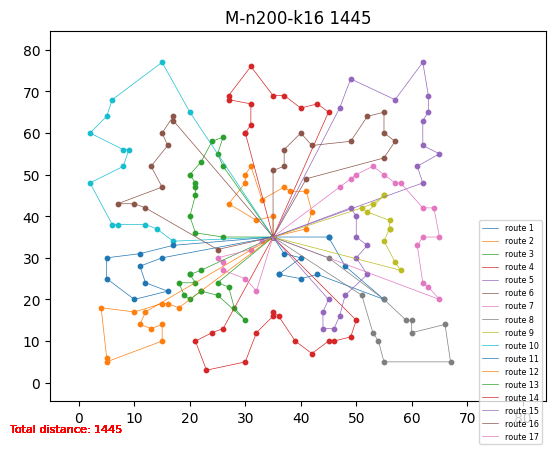 M-n200-k16 1445
80
70
60
50
40
30
20
10
0
0 10 20 30 40 50 60 70 80
route 1
route 2
route 3
route 4
route 5
route 6
route 7
route 8
route 9
route 10
route 11
route 12
route 13
route 14
route 15
route 16
route 17
Total distance: 1445